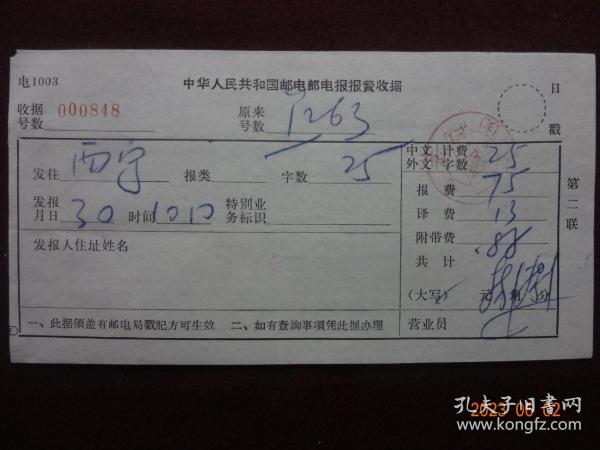 电1003
中华人民共和国邮电部电报报费收据
日
戳
收据号数 000848
原来号数 1263
发往 西宁 报类 字数 25
发报月日 30 时间 1010 特别业务标识
发报人住址姓名
中文 计费
外文 字数 25
报费 75
译费 13
附带费
共计 .88
(大写) 元 角 分
营业员
第二联
一、此据须盖有邮电局戳记方可生效 二、如有查询事项凭此据办理
2023 06 02
孔夫子旧书网
www.kongfz.com